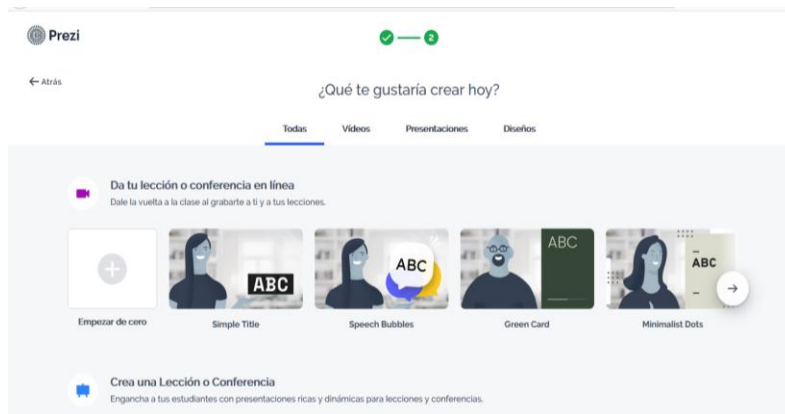 Prezi
2
Atrás
¿Qué te gustaría crear hoy?
Todas Vídeos Presentaciones Diseños
Da tu lección o conferencia en línea
Dale la vuelta a la clase al grabarte a ti y a tus lecciones.
ABC ABC ABC ABC
Empezar de cero Simple Title Speech Bubbles Green Card Minimalist Dots
Crea una Lección o Conferencia
Engancha a tus estudiantes con presentaciones ricas y dinámicas para lecciones y conferencias.